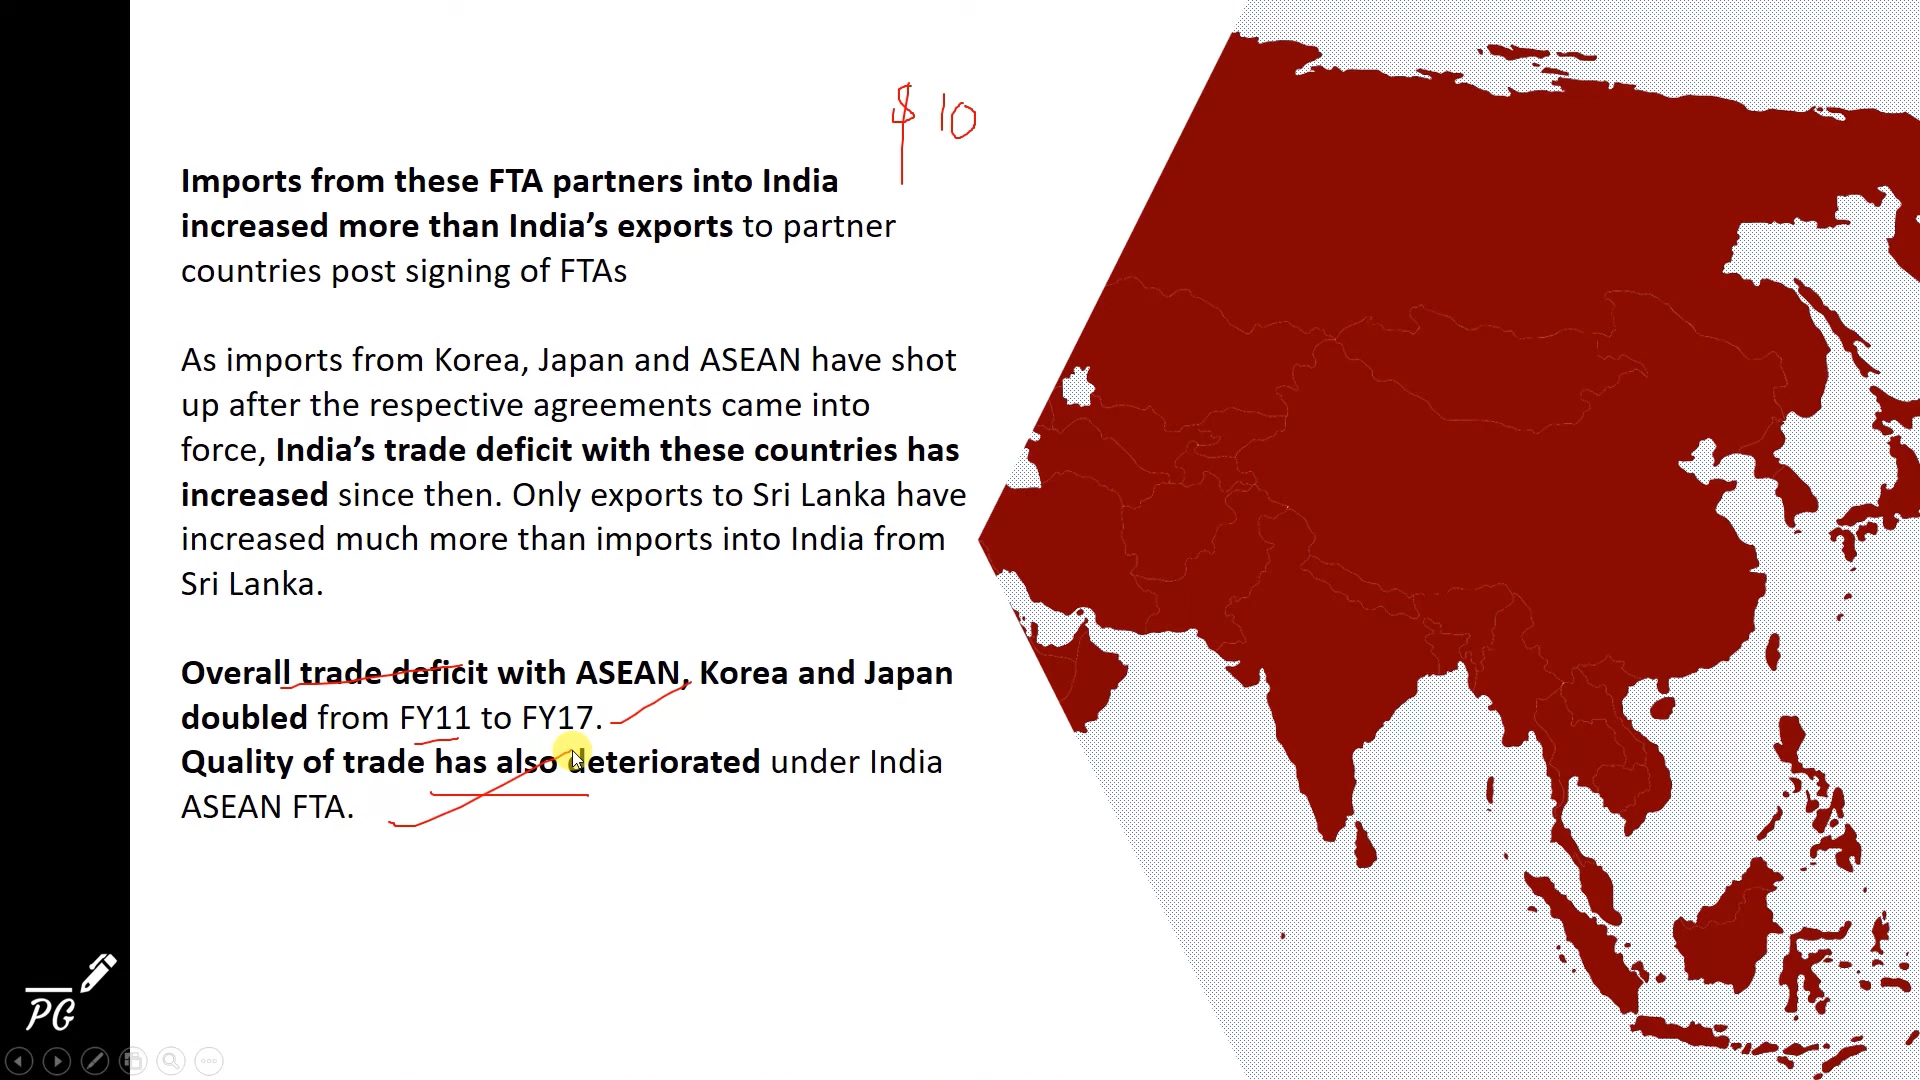 $ 10
Imports from these FTA partners into India
increased more than India’s exports to partner
countries post signing of FTAs
As imports from Korea, Japan and ASEAN have shot
up after the respective agreements came into
force, India’s trade deficit with these countries has
increased since then. Only exports to Sri Lanka have
increased much more than imports into India from
Sri Lanka.
Overall trade deficit with ASEAN, Korea and Japan
doubled from FY11 to FY17.
Quality of trade has also deteriorated under India
ASEAN FTA.
PG